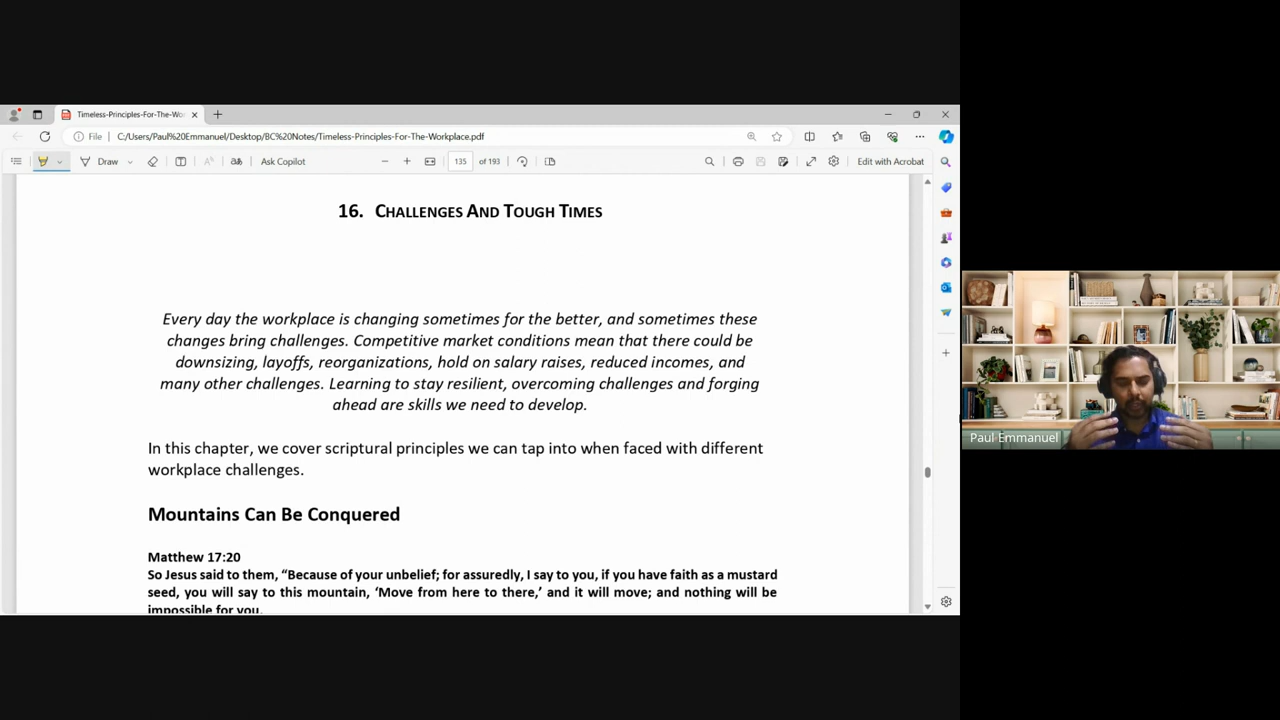 Timeless-Principles-For-The-Wo
File
C:/Users/Paul%20Emmanuel/Desktop/BC%20Notes/Timeless-Principles-For-The-Workplace.pdf
Draw
Ask Copilot
135 of 193
Edit with Acrobat
16. CHALLENGES AND TOUGH TIMES
Every day the workplace is changing sometimes for the better, and sometimes these
changes bring challenges. Competitive market conditions mean that there could be
downsizing, layoffs, reorganizations, hold on salary raises, reduced incomes, and
many other challenges. Learning to stay resilient, overcoming challenges and forging
ahead are skills we need to develop.
In this chapter, we cover scriptural principles we can tap into when faced with different
workplace challenges.
Mountains Can Be Conquered
Matthew 17:20
So Jesus said to them, “Because of your unbelief; for assuredly, I say to you, if you have faith as a mustard
seed, you will say to this mountain, ‘Move from here to there,’ and it will move; and nothing will be
impossible for you.
Paul Emmanuel